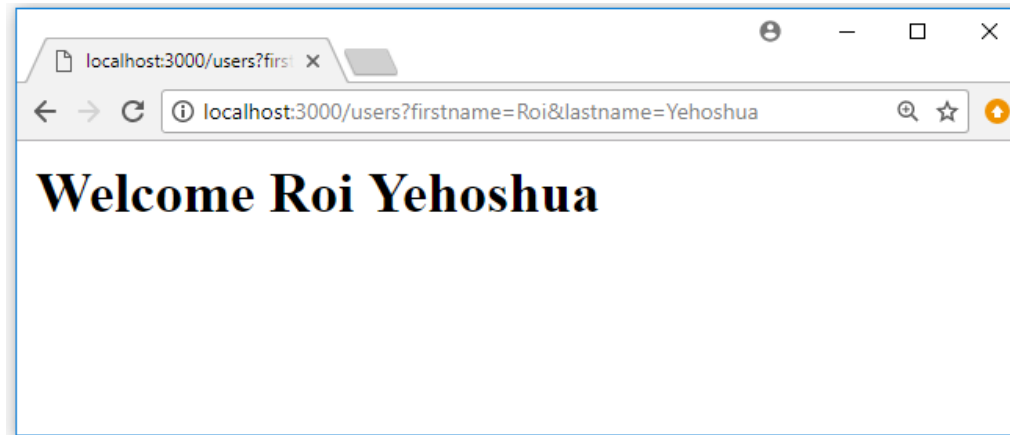 localhost:3000/users?first
localhost:3000/users?firstname=Roi&lastname=Yehoshua
Welcome Roi Yehoshua